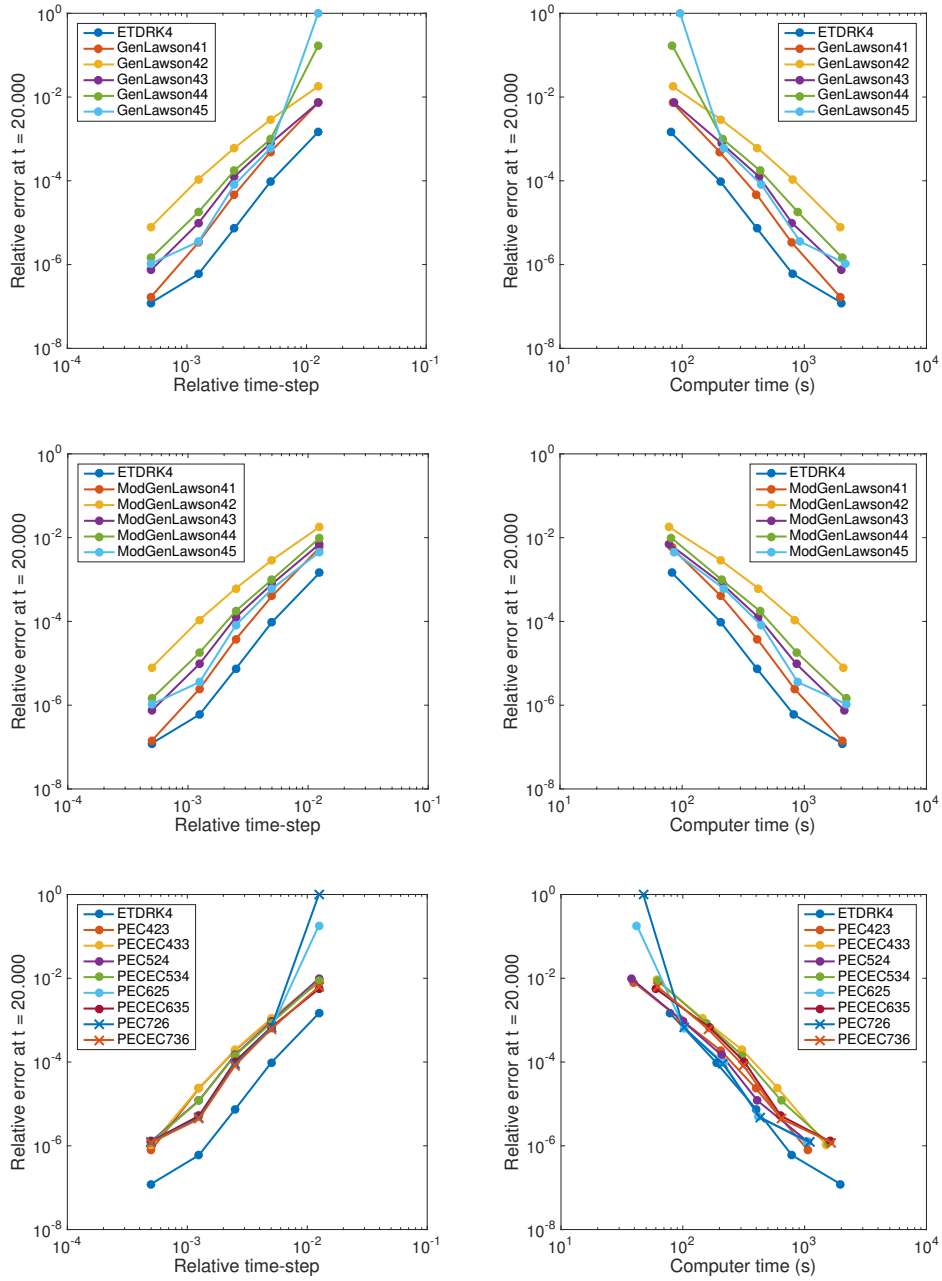 Relative error at t = 20.000
10^0
10^-2
10^-4
10^-6
10^-8
ETDRK4
GenLawson41
GenLawson42
GenLawson43
GenLawson44
GenLawson45
10^-4
10^-3
10^-2
10^-1
Relative time-step
Relative error at t = 20.000
10^0
10^-2
10^-4
10^-6
10^-8
ETDRK4
GenLawson41
GenLawson42
GenLawson43
GenLawson44
GenLawson45
10^1
10^2
10^3
10^4
Computer time (s)
Relative error at t = 20.000
10^0
10^-2
10^-4
10^-6
10^-8
ETDRK4
ModGenLawson41
ModGenLawson42
ModGenLawson43
ModGenLawson44
ModGenLawson45
10^-4
10^-3
10^-2
10^-1
Relative time-step
Relative error at t = 20.000
10^0
10^-2
10^-4
10^-6
10^-8
ETDRK4
ModGenLawson41
ModGenLawson42
ModGenLawson43
ModGenLawson44
ModGenLawson45
10^1
10^2
10^3
10^4
Computer time (s)
Relative error at t = 20.000
10^0
10^-2
10^-4
10^-6
10^-8
ETDRK4
PEC423
PECEC433
PEC524
PECEC534
PEC625
PECEC635
PEC726
PECEC736
10^-4
10^-3
10^-2
10^-1
Relative time-step
Relative error at t = 20.000
10^0
10^-2
10^-4
10^-6
10^-8
ETDRK4
PEC423
PECEC433
PEC524
PECEC534
PEC625
PECEC635
PEC726
PECEC736
10^1
10^2
10^3
10^4
Computer time (s)